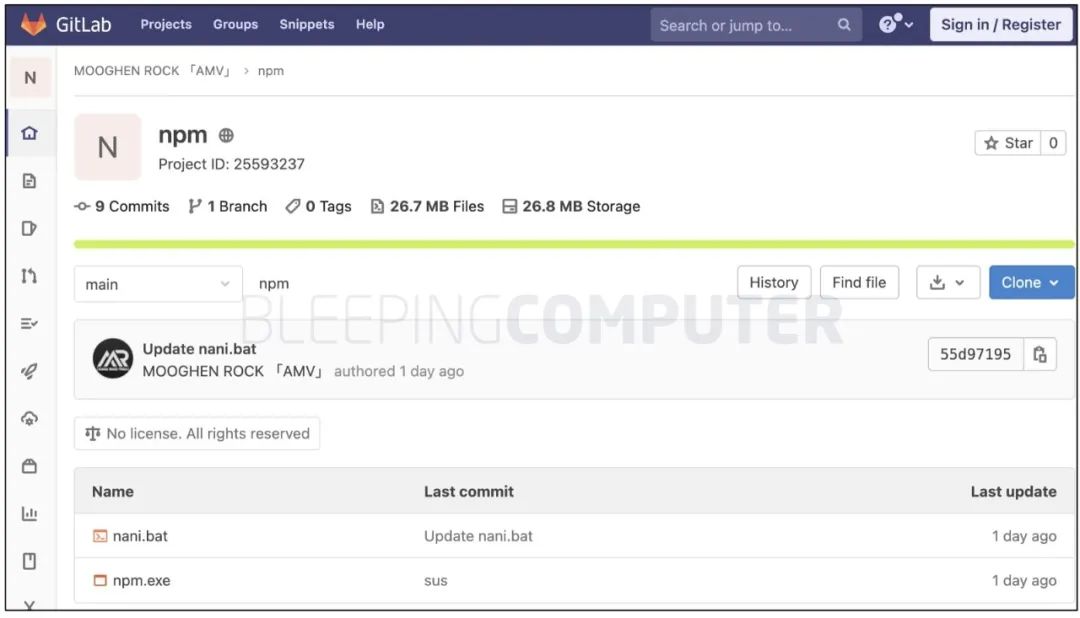 GitLab Projects Groups Snippets Help Search or jump to... Sign in / Register
N MOOGHEN ROCK 「AMV」 › npm
N npm Star 0
Project ID: 25593237
9 Commits 1 Branch 0 Tags 26.7 MB Files 26.8 MB Storage
main npm History Find file Clone
BLEEPINGCOMPUTER
Update nani.bat
MOOGHEN ROCK 「AMV」 authored 1 day ago 55d97195
No license. All rights reserved
Name Last commit Last update
nani.bat Update nani.bat 1 day ago
npm.exe sus 1 day ago